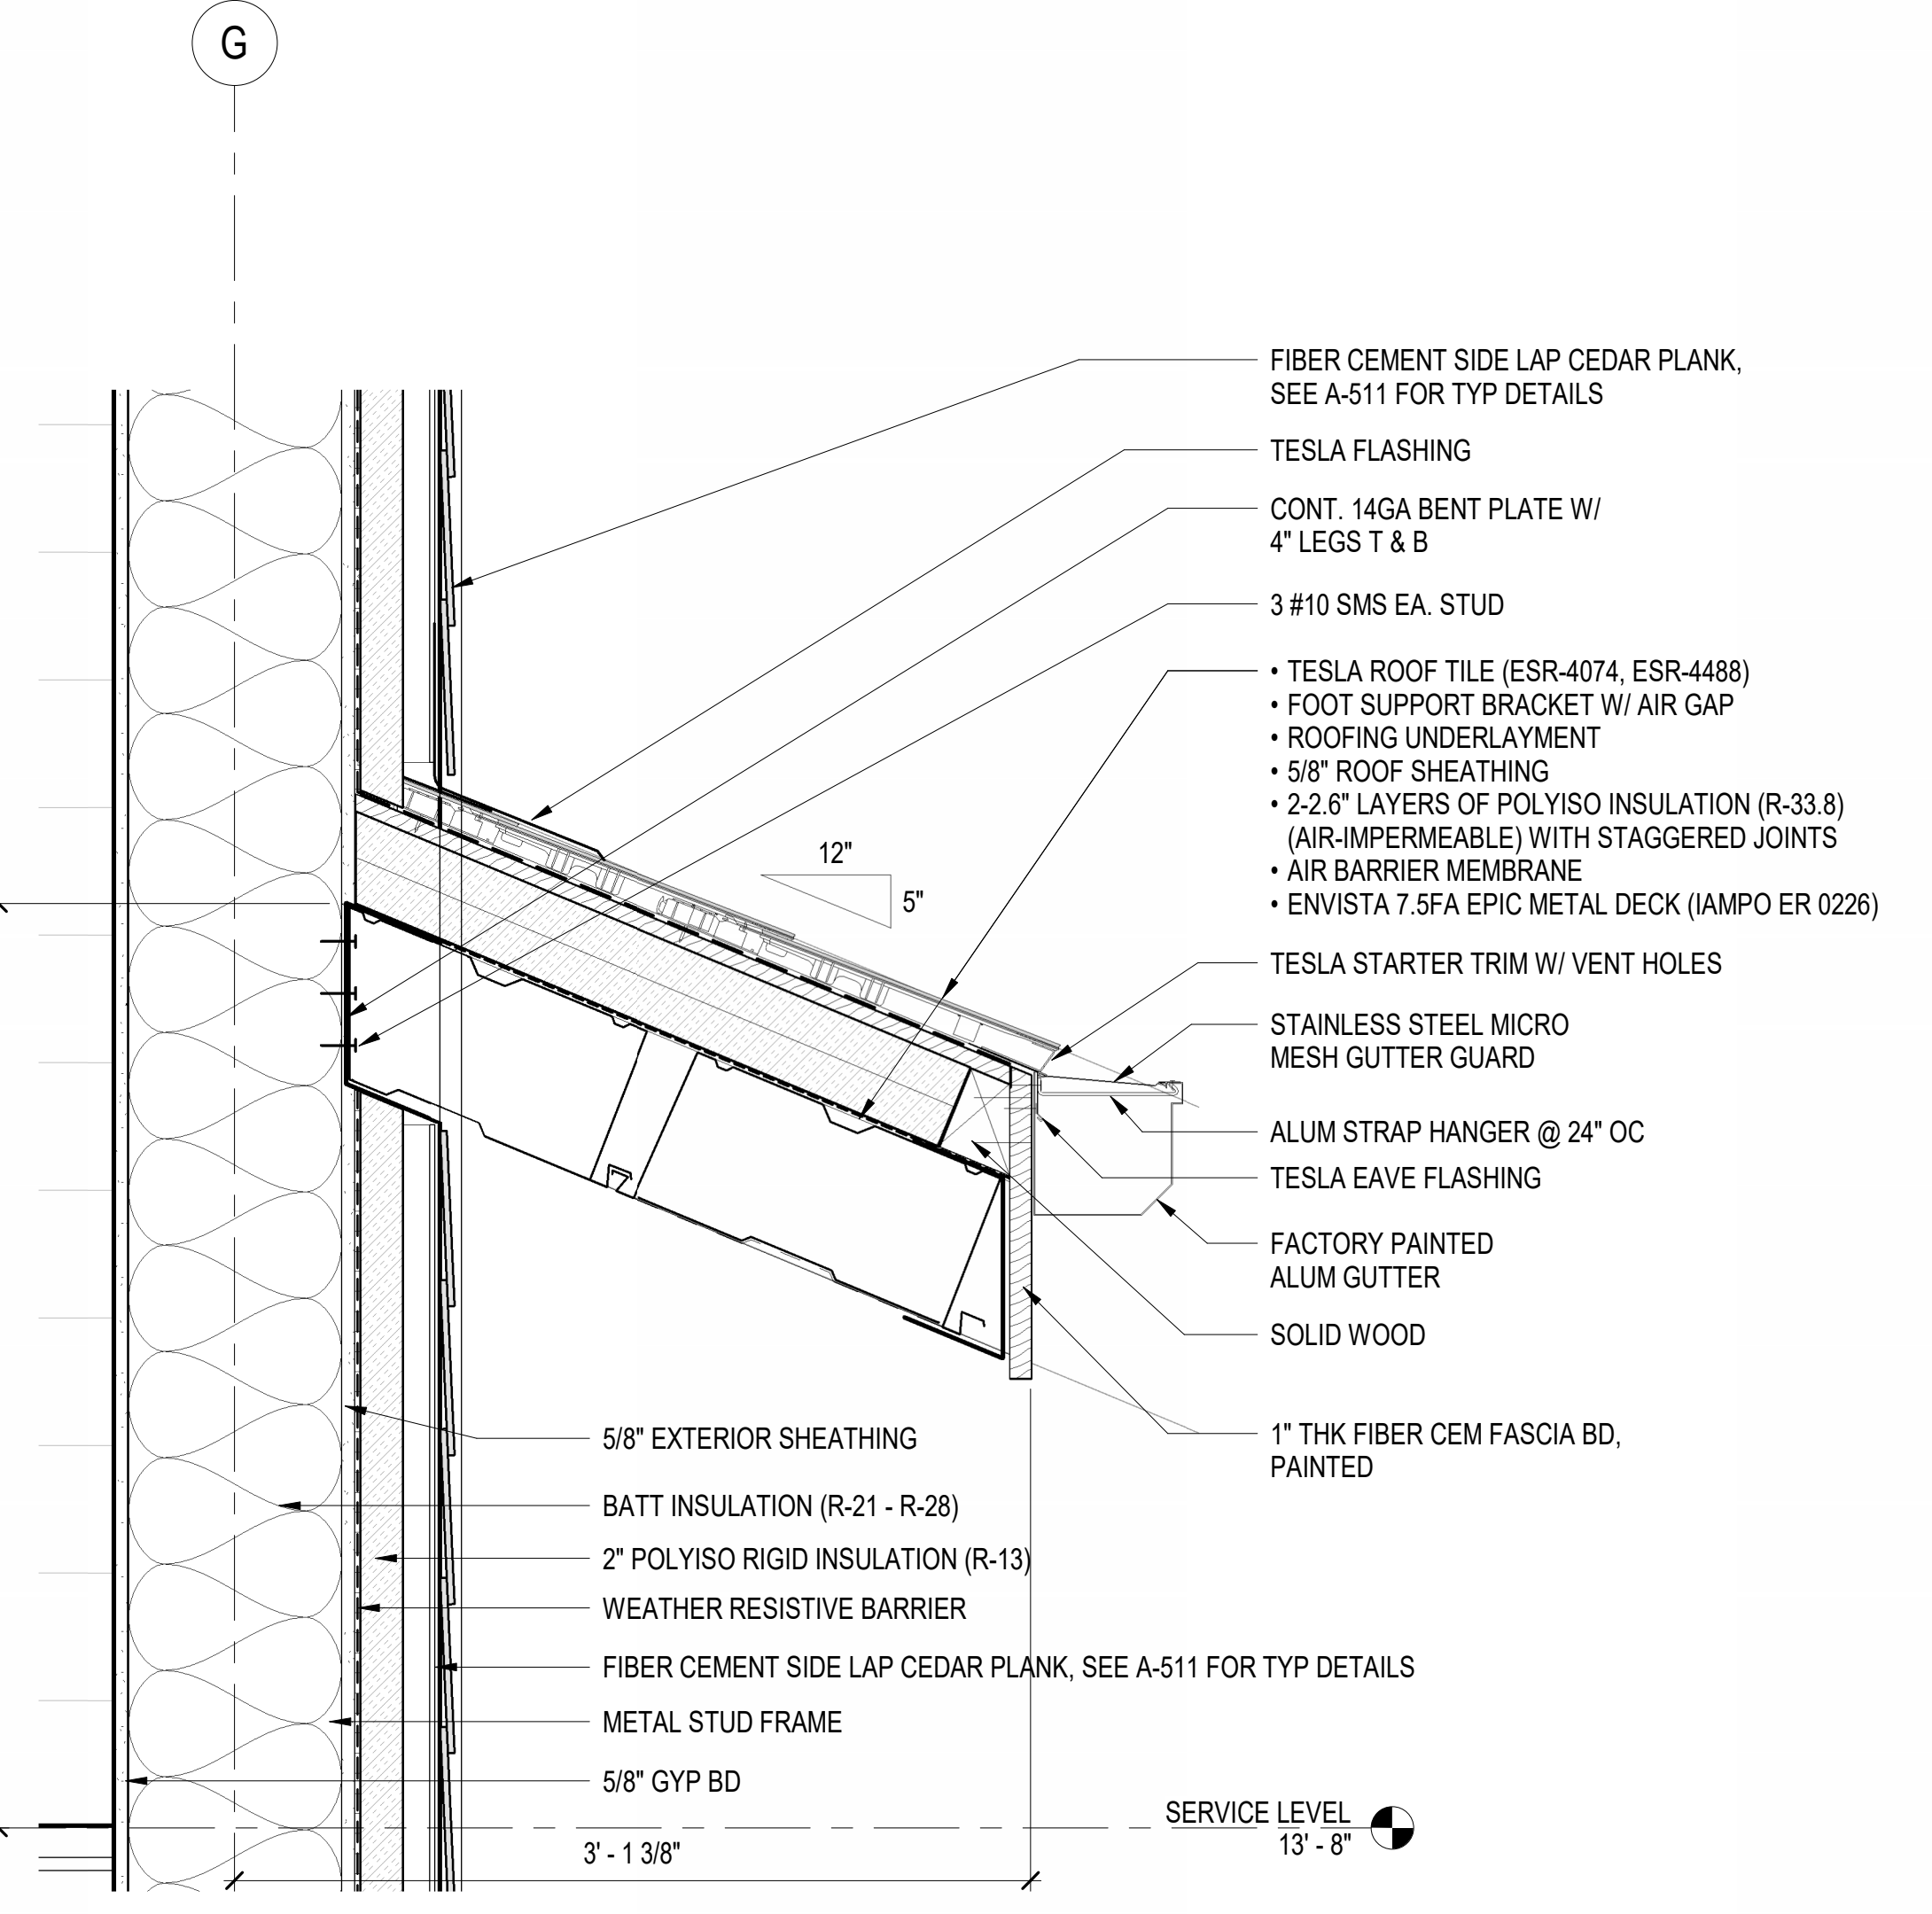 G
FIBER CEMENT SIDE LAP CEDAR PLANK,
SEE A-511 FOR TYP DETAILS
TESLA FLASHING
CONT. 14GA BENT PLATE W/
4" LEGS T & B
3 #10 SMS EA. STUD
• TESLA ROOF TILE (ESR-4074, ESR-4488)
• FOOT SUPPORT BRACKET W/ AIR GAP
• ROOFING UNDERLAYMENT
• 5/8" ROOF SHEATHING
• 2-2.6" LAYERS OF POLYISO INSULATION (R-33.8)
(AIR-IMPERMEABLE) WITH STAGGERED JOINTS
• AIR BARRIER MEMBRANE
• ENVISTA 7.5FA EPIC METAL DECK (IAMPO ER 0226)
12"
5"
TESLA STARTER TRIM W/ VENT HOLES
STAINLESS STEEL MICRO
MESH GUTTER GUARD
ALUM STRAP HANGER @ 24" OC
TESLA EAVE FLASHING
FACTORY PAINTED
ALUM GUTTER
SOLID WOOD
1" THK FIBER CEM FASCIA BD,
PAINTED
5/8" EXTERIOR SHEATHING
BATT INSULATION (R-21 - R-28)
2" POLYISO RIGID INSULATION (R-13)
WEATHER RESISTIVE BARRIER
FIBER CEMENT SIDE LAP CEDAR PLANK, SEE A-511 FOR TYP DETAILS
METAL STUD FRAME
5/8" GYP BD
SERVICE LEVEL
13' - 8"
3' - 1 3/8"